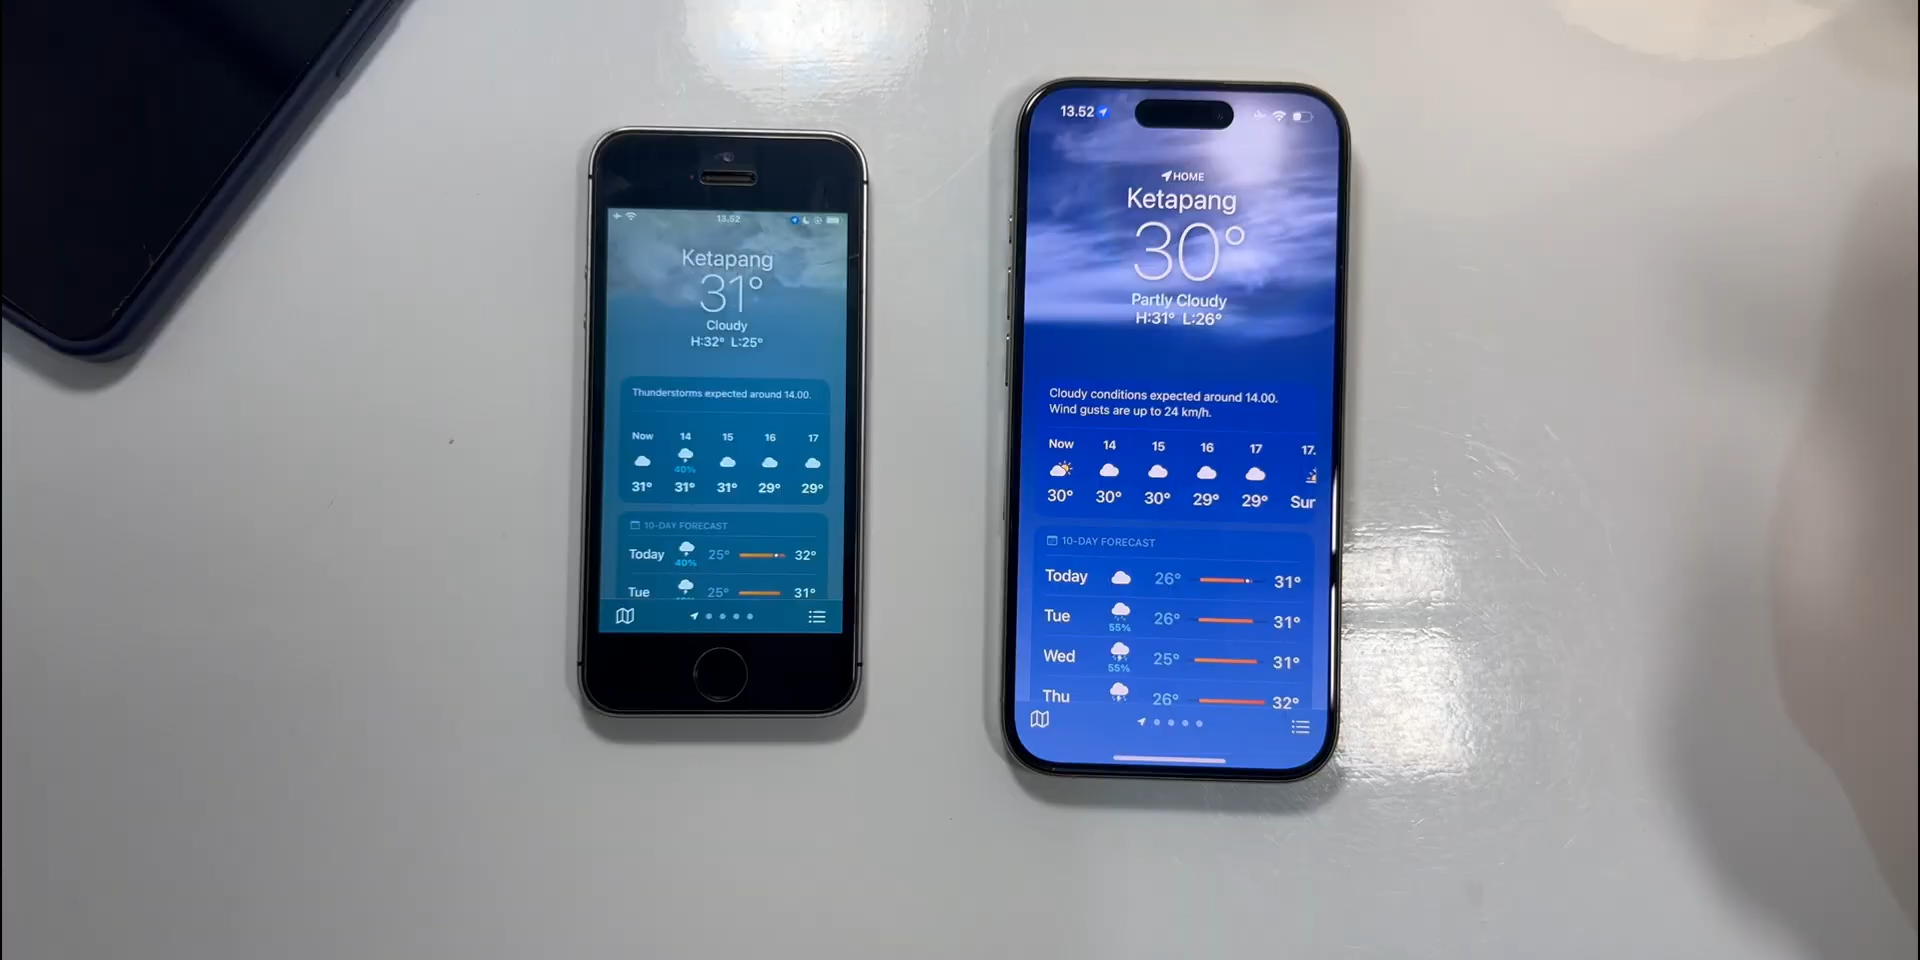 13.52
Ketapang
31°
Cloudy
H:32° L:25°
Thunderstorms expected around 14.00.
Now 14 15 16 17
40%
31° 31° 31° 29° 29°
10-DAY FORECAST
Today 25° 32°
40%
Tue 25° 31°
13.52
HOME
Ketapang
30°
Partly Cloudy
H:31° L:26°
Cloudy conditions expected around 14.00.
Wind gusts are up to 24 km/h.
Now 14 15 16 17 17.
30° 30° 30° 29° 29° Sun
10-DAY FORECAST
Today 26° 31°
Tue 26° 31°
55%
Wed 25° 31°
55%
Thu 26° 32°